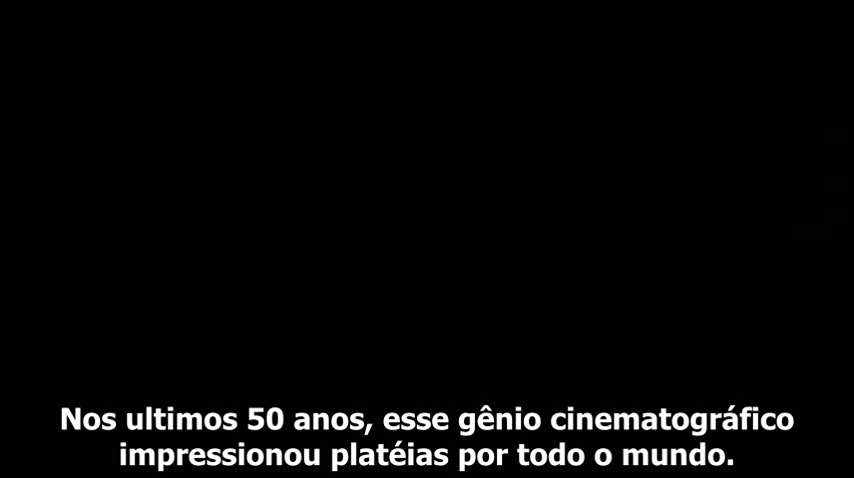 Nos ultimos 50 anos, esse gênio cinematográfico
impressionou platéias por todo o mundo.